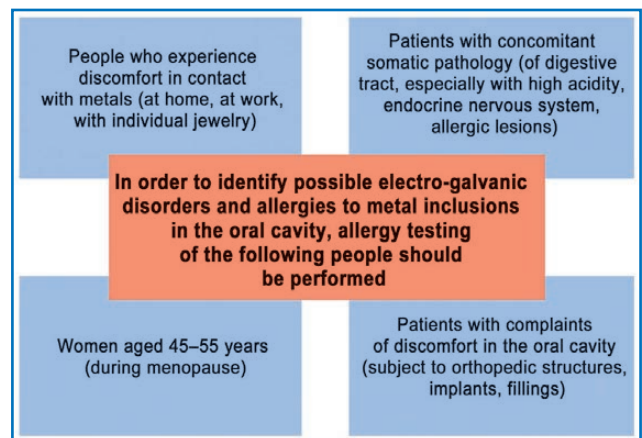 People who experience
discomfort in contact
with metals (at home, at work,
with individual jewelry)
Patients with concomitant
somatic pathology (of digestive
tract, especially with high acidity,
endocrine nervous system,
allergic lesions)
In order to identify possible electro-galvanic
disorders and allergies to metal inclusions
in the oral cavity, allergy testing
of the following people should
be performed
Women aged 45–55 years
(during menopause)
Patients with complaints
of discomfort in the oral cavity
(subject to orthopedic structures,
implants, fillings)